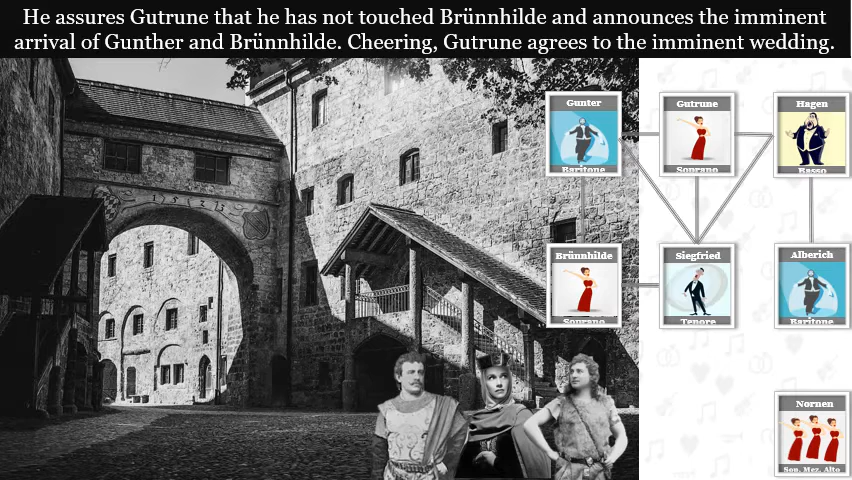 He assures Gutrune that he has not touched Brünnhilde and announces the imminent
arrival of Gunther and Brünnhilde. Cheering, Gutrune agrees to the imminent wedding.
Gunter
Baritone
Gutrune
Soprano
Hagen
Basso
Brünnhilde
Soprano
Siegfried
Tenore
Alberich
Baritone
Nornen
Sop, Mez, Alto
1523